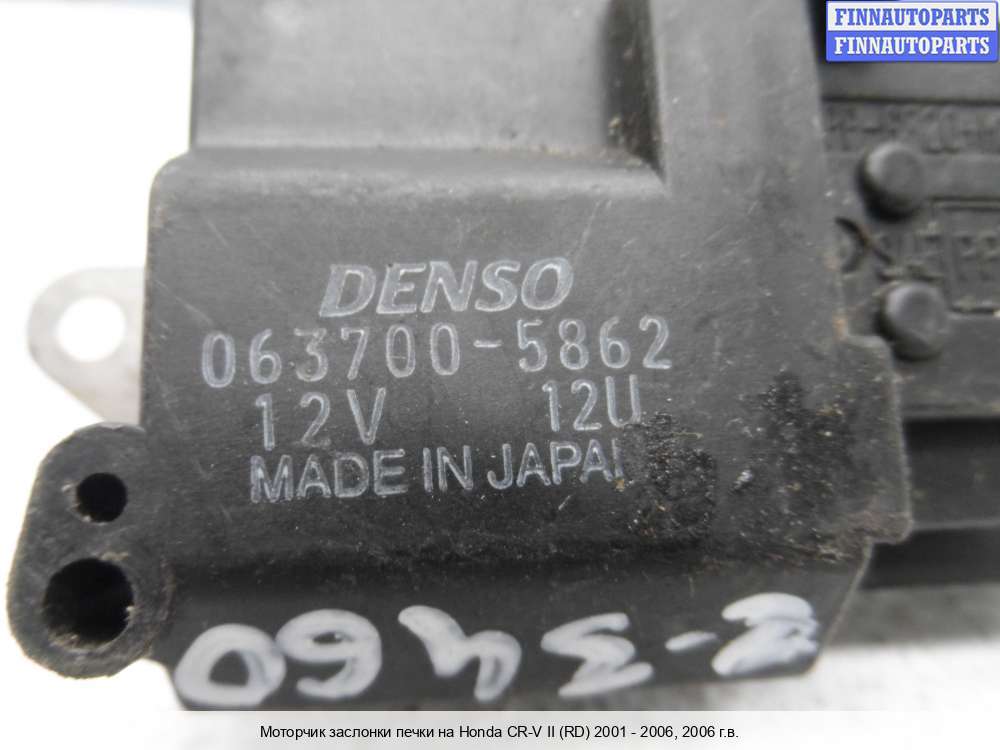 FINNAUTOPARTS
FINNAUTOPARTS
DENSO
063700-5862
12V 12U
MADE IN JAPAN
2-3460
Моторчик заслонки печки на Honda CR-V II (RD) 2001 - 2006, 2006 г.в.